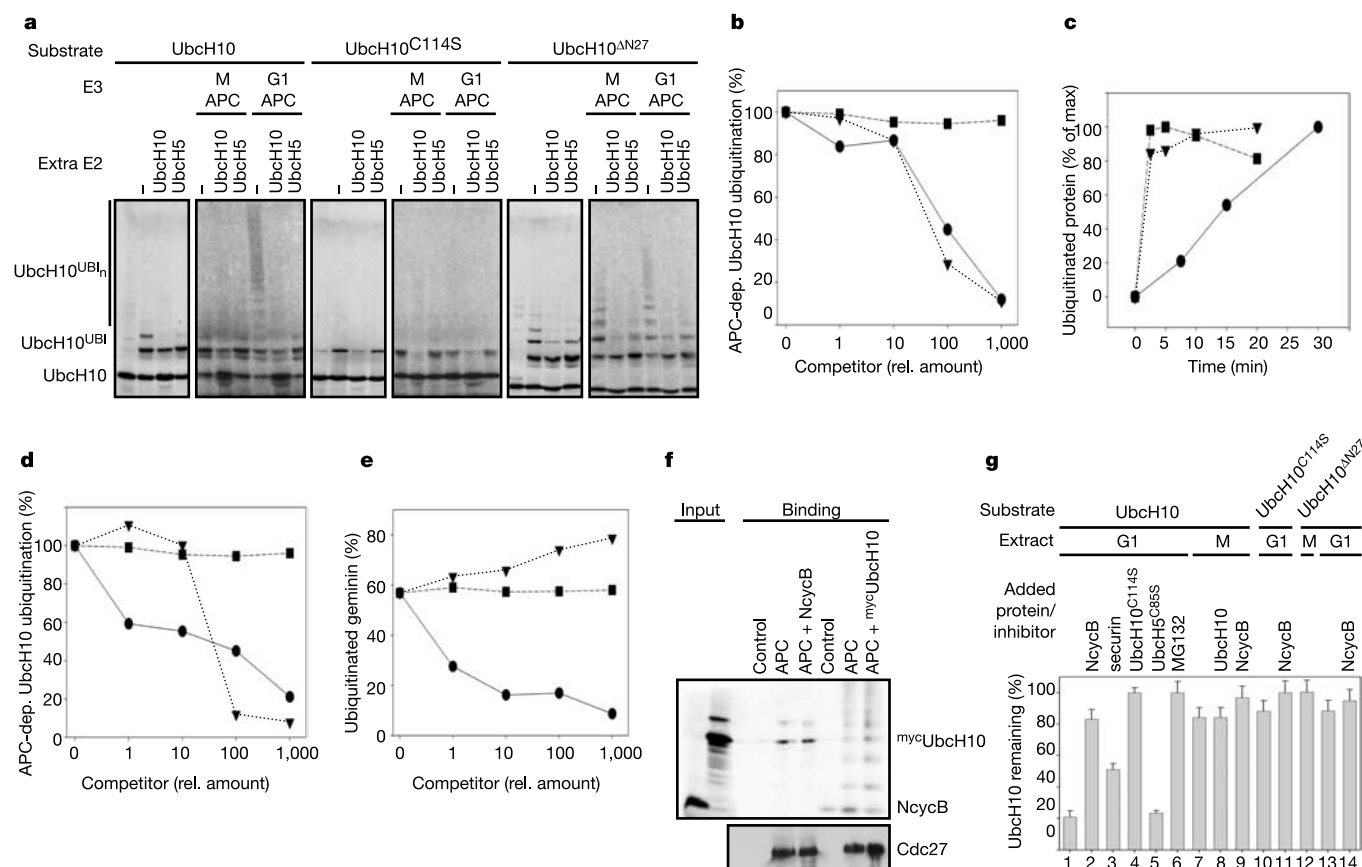 a
Substrate
UbcH10
UbcH10C114S
UbcH10ΔN27
E3
M APC
G1 APC
M APC
G1 APC
M APC
G1 APC
Extra E2
– UbcH10 UbcH5 – UbcH10 UbcH5 – UbcH10 UbcH5
– UbcH10 UbcH5 – UbcH10 UbcH5 – UbcH10 UbcH5
– UbcH10 UbcH5 – UbcH10 UbcH5 – UbcH10 UbcH5
UbcH10UBIn
UbcH10UBI
UbcH10
b
APC-dep. UbcH10 ubiquitination (%)
100
80
60
40
20
0
0 1 10 100 1,000
Competitor (rel. amount)
c
Ubiquitinated protein (% of max)
100
80
60
40
20
0
0 5 10 15 20 30
Time (min)
d
APC-dep. UbcH10 ubiquitination (%)
100
80
60
40
20
0
0 1 10 100 1,000
Competitor (rel. amount)
e
Ubiquitinated geminin (%)
80
60
40
20
0
0 1 10 100 1,000
Competitor (rel. amount)
f
Input
Binding
Control
APC
APC + NcycB
Control
APC
APC + mycUbcH10
mycUbcH10
NcycB
Cdc27
g
Substrate
UbcH10
UbcH10C114S
UbcH10ΔN27
Extract
G1
M
G1
M
G1
Added protein/ inhibitor
NcycB
securin
UbcH10C114S
UbcH5C85S
MG132
UbcH10
NcycB
NcycB
NcycB
UbcH10 remaining (%)
100
80
60
40
20
0
1 2 3 4 5 6 7 8 9 10 11 12 13 14